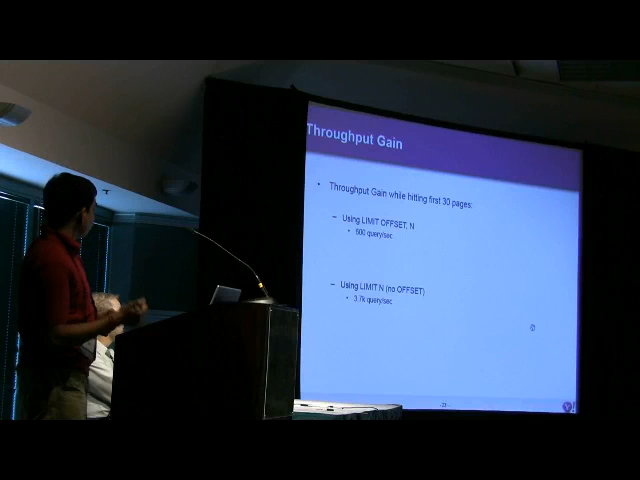 Throughput Gain
• Throughput Gain while hitting first 30 pages:
– Using LIMIT OFFSET, N
• 600 query/sec
– Using LIMIT N (no OFFSET)
• 3.7k query/sec
- 23 -
Y!